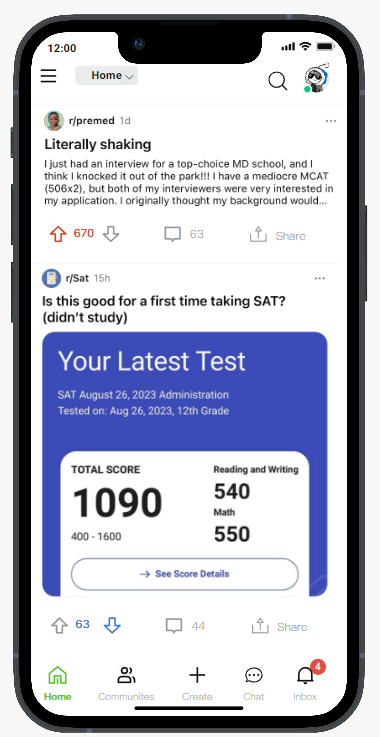 12:00
Home
r/premed 1d
Literally shaking
I just had an interview for a top-choice MD school, and I
think I knocked it out of the park!!! I have a mediocre MCAT
(506x2), but both of my interviewers were very interested in
my application. I originally thought my background would...
670 63 Share
r/Sat 15h
Is this good for a first time taking SAT?
(didn't study)
Your Latest Test
SAT August 26, 2023 Administration
Tested on: Aug 26, 2023, 12th Grade
TOTAL SCORE
1090
400 - 1600
Reading and Writing
540
Math
550
→ See Score Details
63 44 Share
4
Home Communites Create Chat Inbox